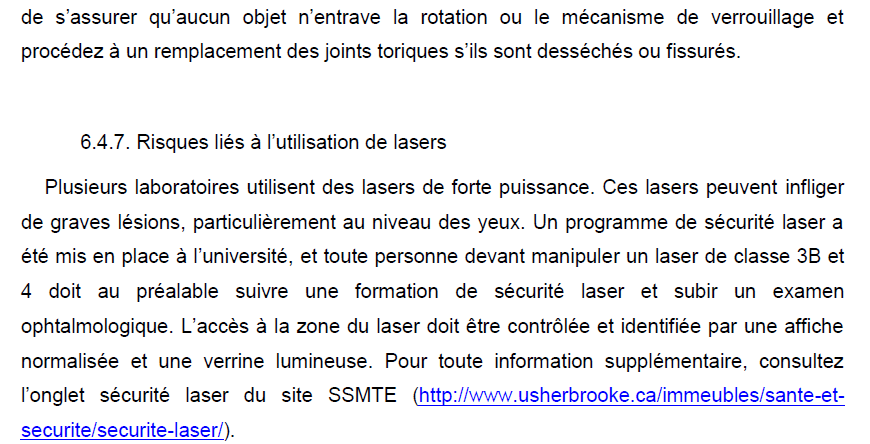 de s’assurer qu’aucun objet n’entrave la rotation ou le mécanisme de verrouillage et
procédez à un remplacement des joints toriques s’ils sont desséchés ou fissurés.
6.4.7. Risques liés à l’utilisation de lasers
Plusieurs laboratoires utilisent des lasers de forte puissance. Ces lasers peuvent infliger
de graves lésions, particulièrement au niveau des yeux. Un programme de sécurité laser a
été mis en place à l’université, et toute personne devant manipuler un laser de classe 3B et
4 doit au préalable suivre une formation de sécurité laser et subir un examen
ophtalmologique. L’accès à la zone du laser doit être contrôlée et identifiée par une affiche
normalisée et une verrine lumineuse. Pour toute information supplémentaire, consultez
l’onglet sécurité laser du site SSMTE (http://www.usherbrooke.ca/immeubles/sante-et-
securite/securite-laser/).